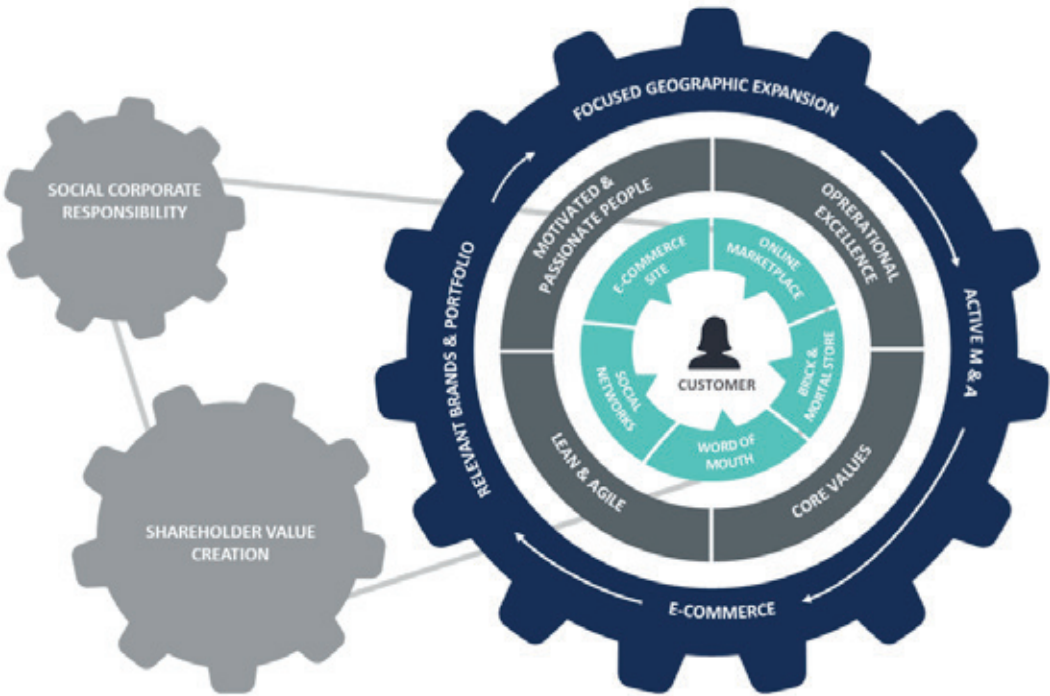 FOCUSED GEOGRAPHIC EXPANSION
SOCIAL CORPORATE
RESPONSIBILITY
MOTIVATED &
PASSIONATE PEOPLE
OPRERATIONAL
EXCELLENCE
E-COMMERCE
SITE
ONLINE
MARKETPLACE
RELEVANT BRANDS & PORTFOLIO
ACTIVE M & A
CUSTOMER
BRICK &
MORTAL STORE
SOCIAL
NETWORKS
WORD OF
MOUTH
LEAN & AGILE
CORE VALUES
SHAREHOLDER VALUE
CREATION
E-COMMERCE